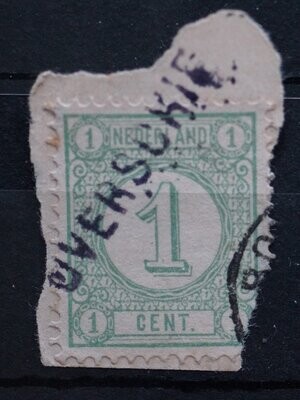 OVERSCHIE
1 NEDERLAND 1
1
1 CENT. 1